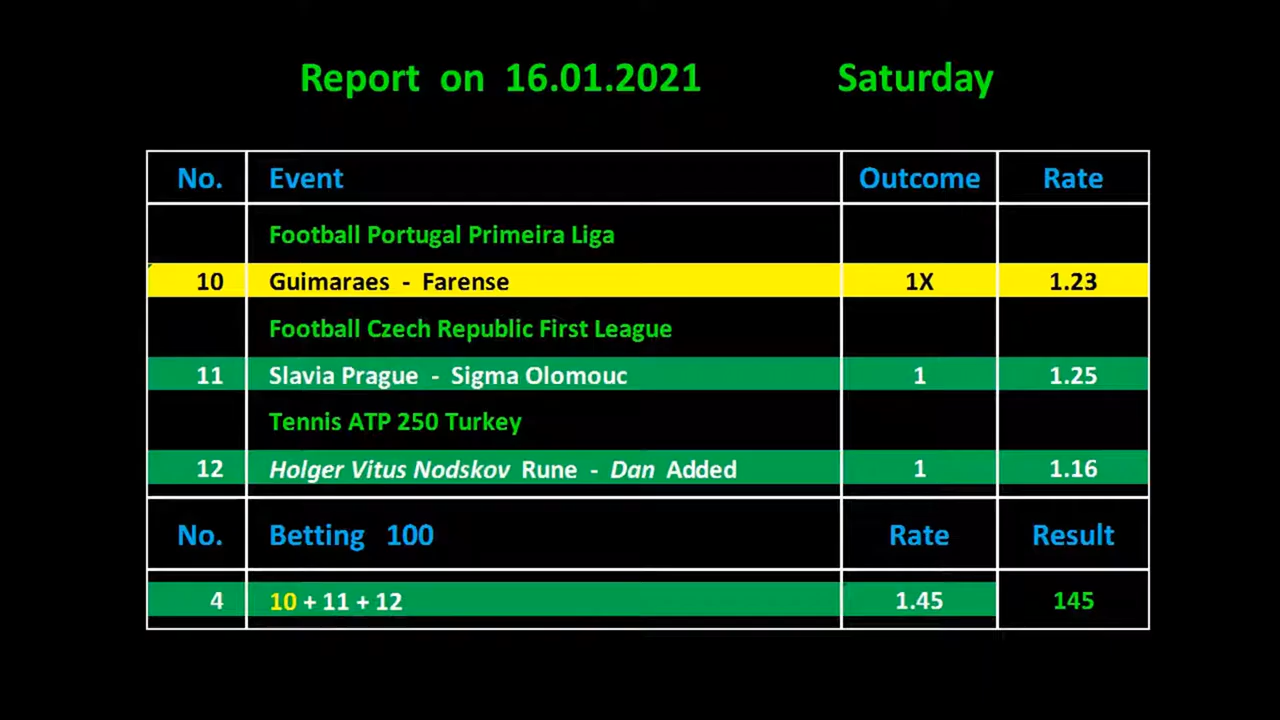 Report on 16.01.2021 Saturday
No. Event Outcome Rate
Football Portugal Primeira Liga
10 Guimaraes - Farense 1X 1.23
Football Czech Republic First League
11 Slavia Prague - Sigma Olomouc 1 1.25
Tennis ATP 250 Turkey
12 Holger Vitus Nodskov Rune - Dan Added 1 1.16
No. Betting 100 Rate Result
4 10 + 11 + 12 1.45 145